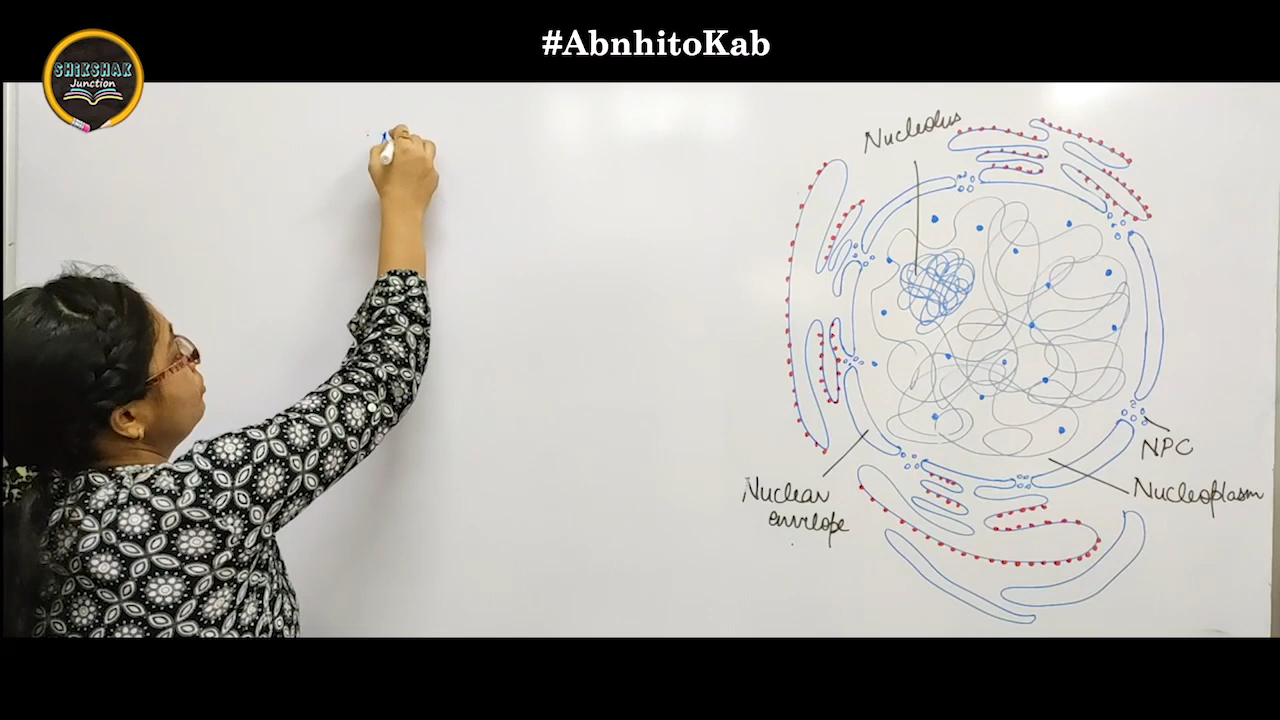 #AbnhitoKab
SHIKSHAK
Junction
Nucleolus
NPC
Nucleoplasm
Nuclear
envelope